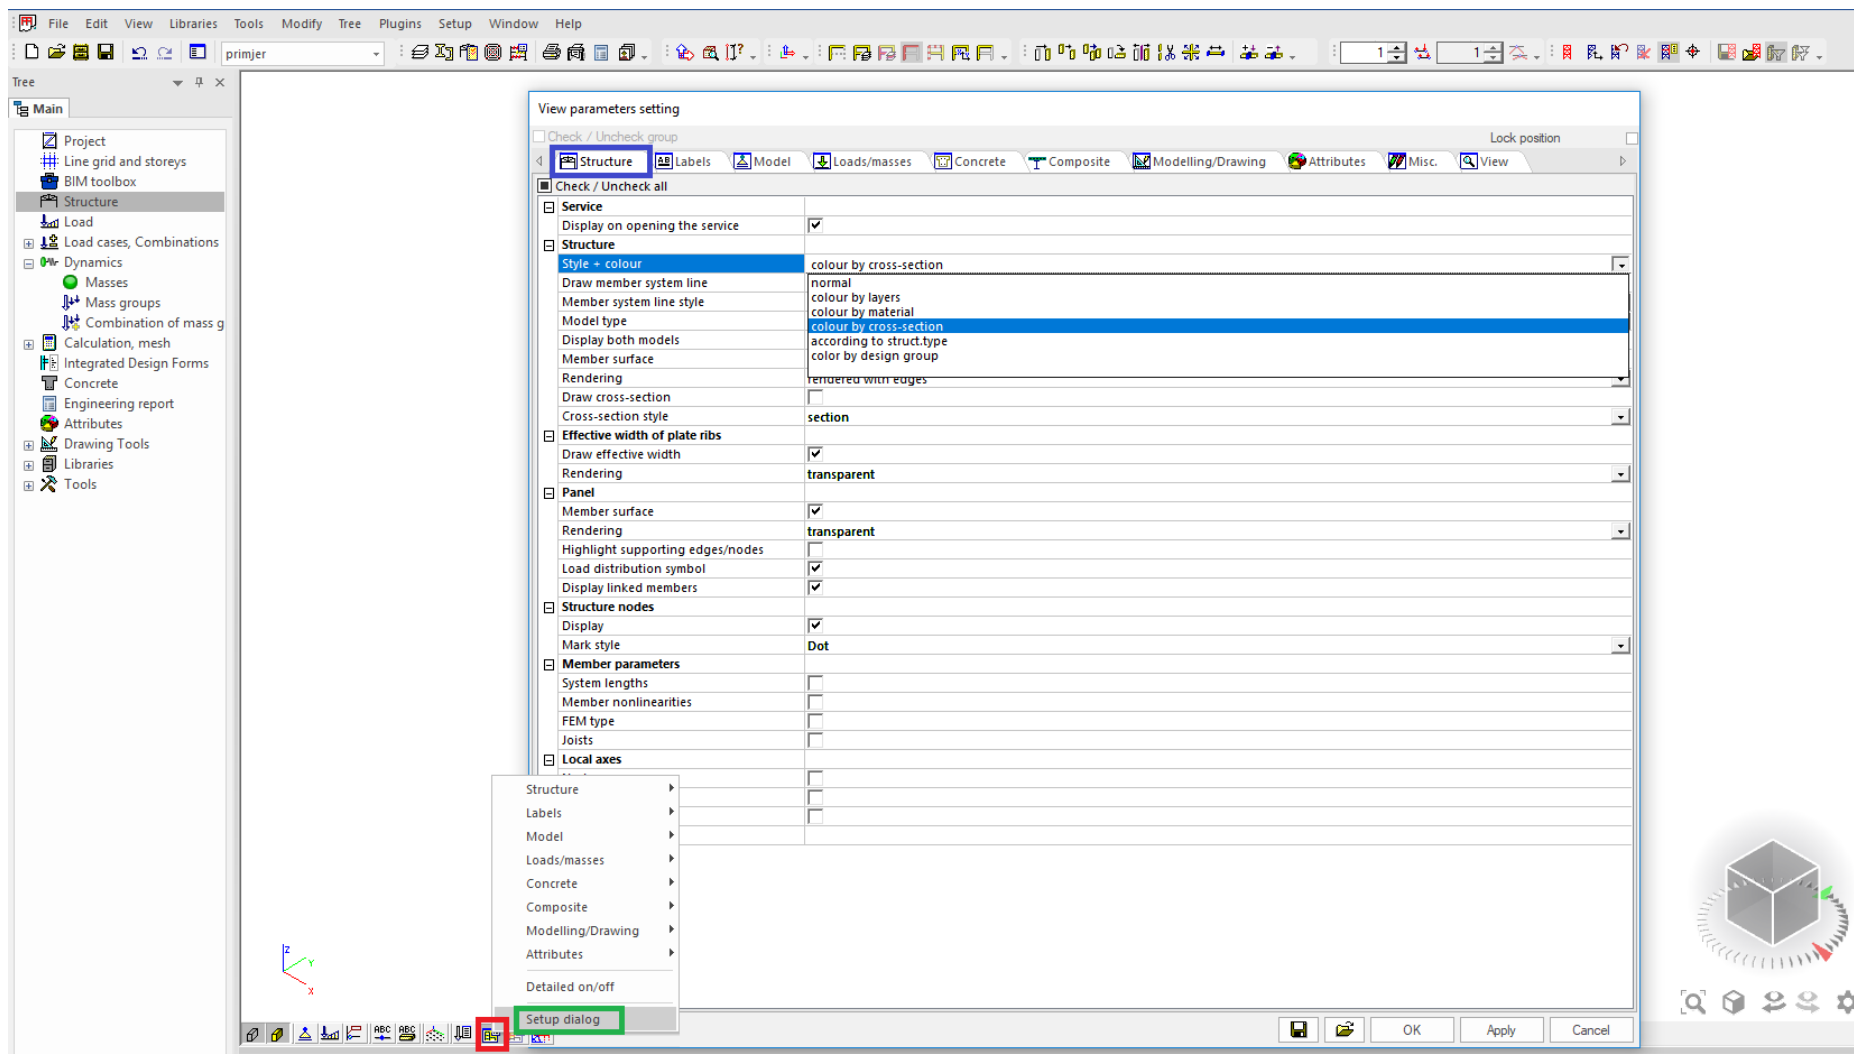 File Edit View Libraries Tools Modify Tree Plugins Setup Window Help
primjer
1
1
Tree
Main
Project
Line grid and storeys
BIM toolbox
Structure
Load
Load cases, Combinations
Dynamics
Masses
Mass groups
Combination of mass g
Calculation, mesh
Integrated Design Forms
Concrete
Engineering report
Attributes
Drawing Tools
Libraries
Tools
View parameters setting
Check / Uncheck group
Lock position
Structure Labels Model Loads/masses Concrete Composite Modelling/Drawing Attributes Misc. View
Check / Uncheck all
Service
Display on opening the service
Structure
Style + colour colour by cross-section
Draw member system line
Member system line style
Model type
Display both models
Member surface
normal
colour by layers
colour by material
colour by cross-section
according to struct.type
color by design group
Rendering rendered with edges
Draw cross-section
Cross-section style section
Effective width of plate ribs
Draw effective width
Rendering transparent
Panel
Member surface
Rendering transparent
Highlight supporting edges/nodes
Load distribution symbol
Display linked members
Structure nodes
Display
Mark style Dot
Member parameters
System lengths
Member nonlinearities
FEM type
Joists
Local axes
Structure
Labels
Model
Loads/masses
Concrete
Composite
Modelling/Drawing
Attributes
Detailed on/off
Setup dialog
Z
Y
X
ABC ABC
OK Apply Cancel